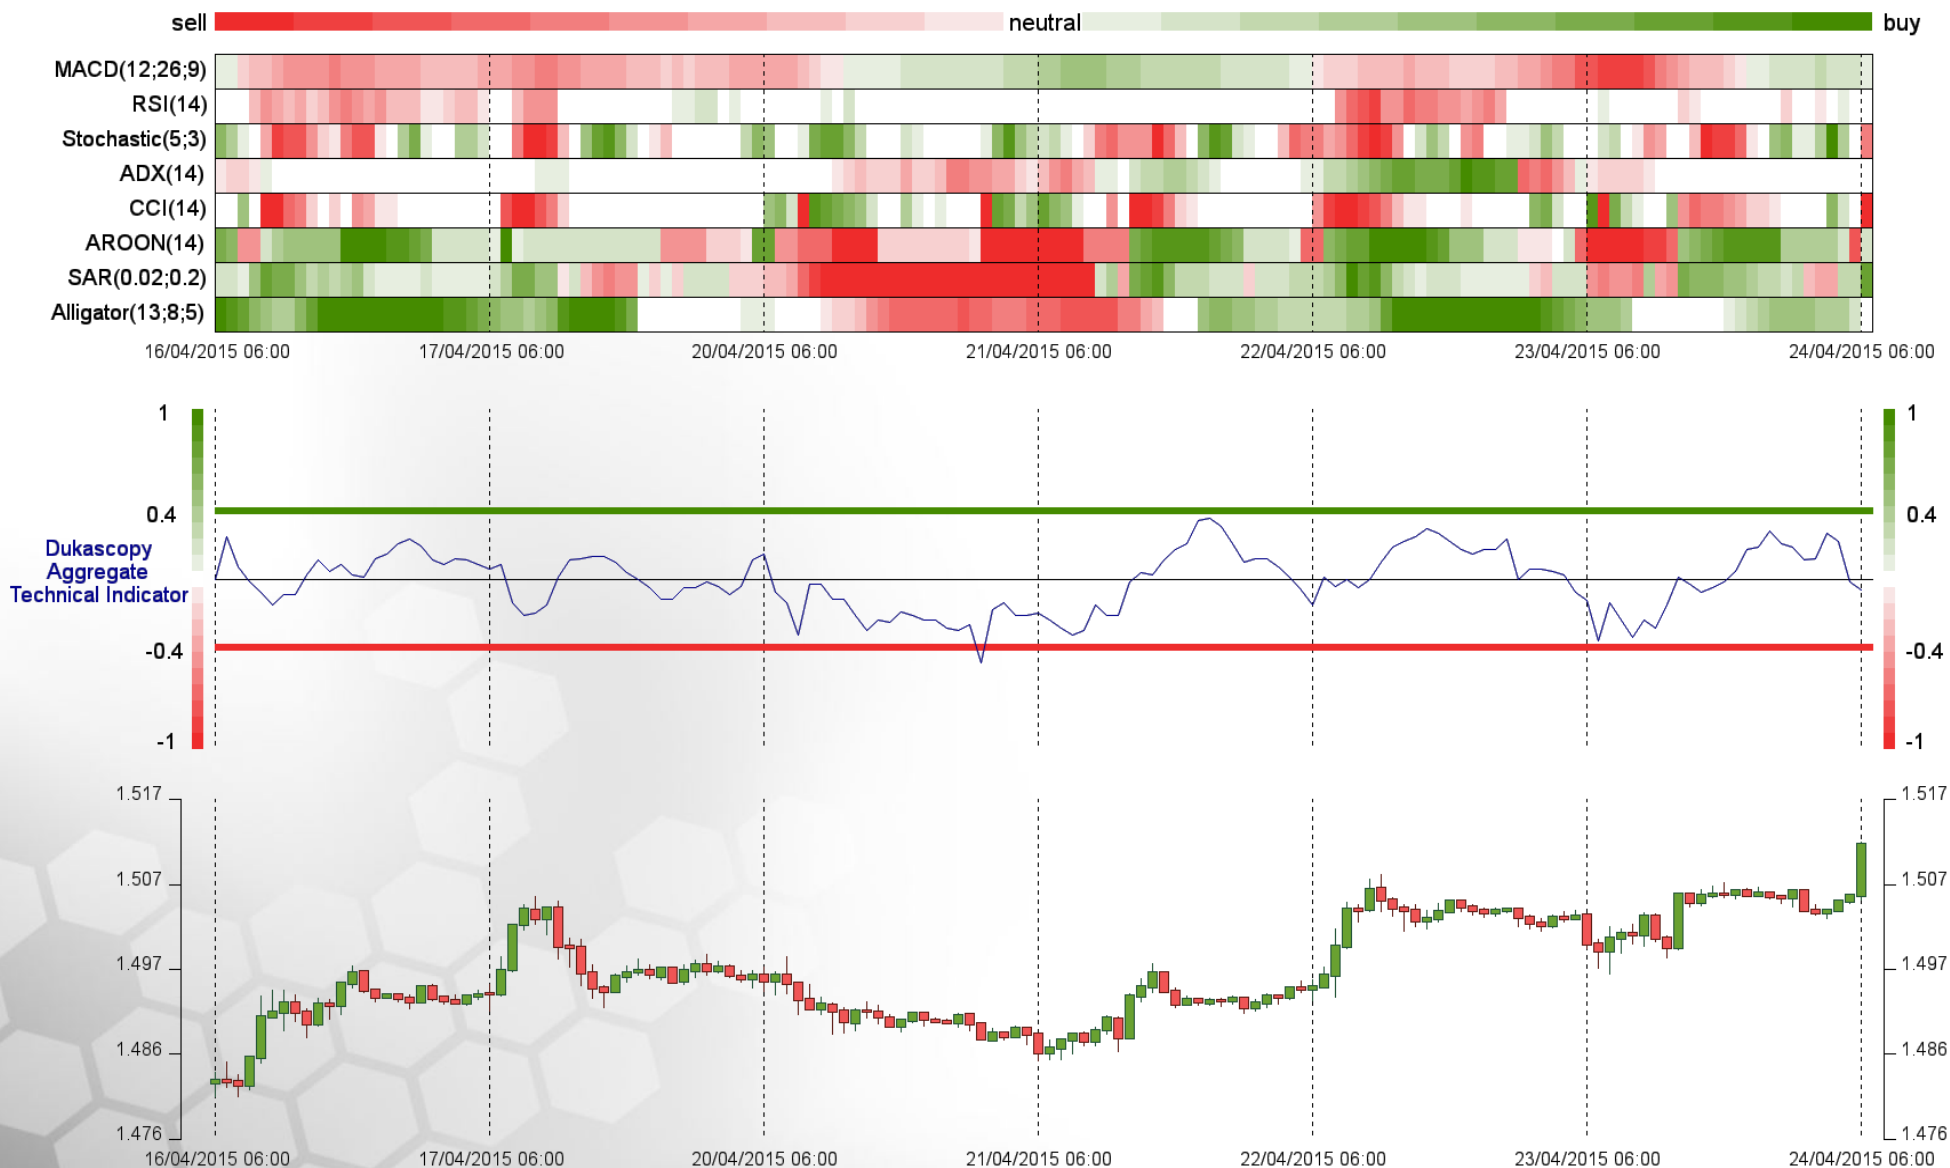 sell neutral buy
MACD(12;26;9)
RSI(14)
Stochastic(5;3)
ADX(14)
CCI(14)
AROON(14)
SAR(0.02;0.2)
Alligator(13;8;5)
16/04/2015 06:00 17/04/2015 06:00 20/04/2015 06:00 21/04/2015 06:00 22/04/2015 06:00 23/04/2015 06:00 24/04/2015 06:00
1 1
0.4 0.4
Dukascopy
Aggregate
Technical Indicator
-0.4 -0.4
-1 -1
1.517 1.517
1.507 1.507
1.497 1.497
1.486 1.486
1.476 1.476
16/04/2015 06:00 17/04/2015 06:00 20/04/2015 06:00 21/04/2015 06:00 22/04/2015 06:00 23/04/2015 06:00 24/04/2015 06:00